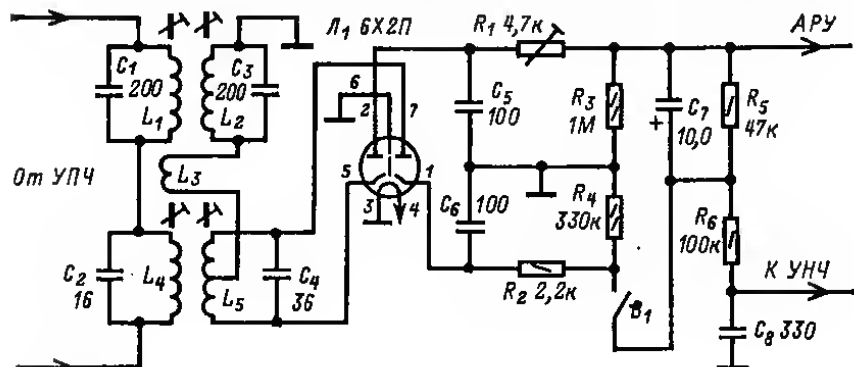 Л1 6Х2П
R1 4,7к
АРУ
C1
200
L1
C3
200
L2
6
2
7
C5
100
R3
1М
C7
+
10,0
R5
47к
От УПЧ
L3
5
1
3
4
C6
100
R4
330к
R6
100к
C2
16
L4
L5
C4
36
R2 2,2к
В1
К УНЧ
C8 330